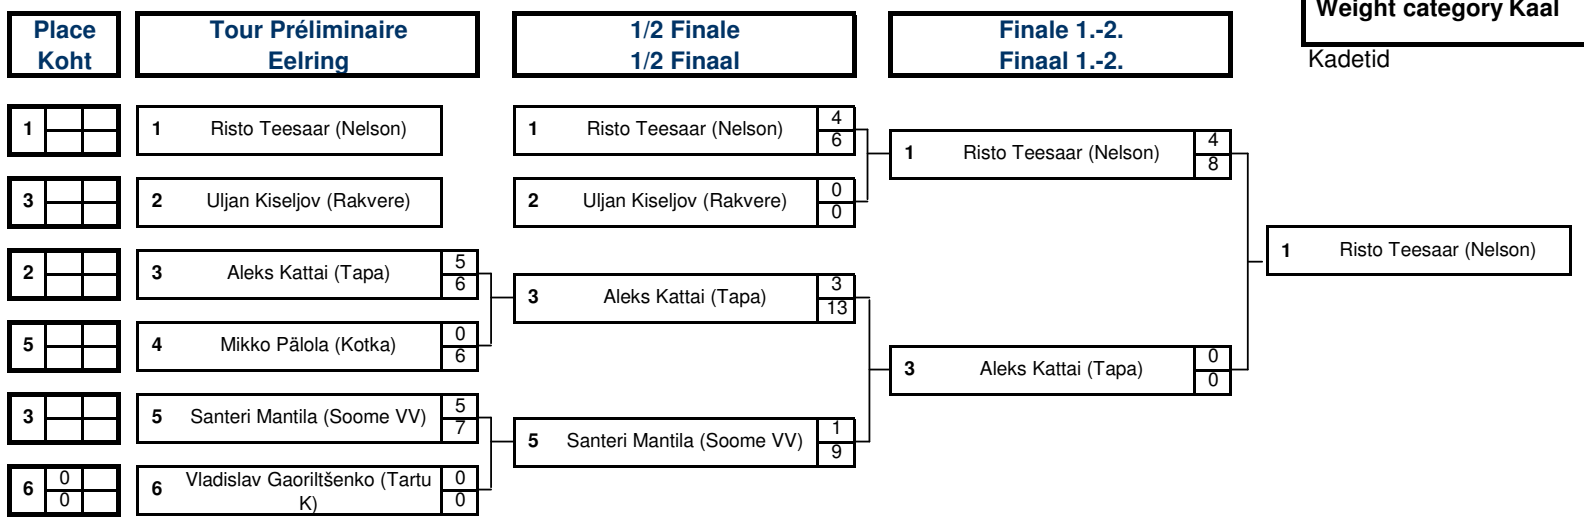 Weight category Kaal
Kadetid
Place
Koht
Tour Préliminaire
Eelring
1/2 Finale
1/2 Finaal
Finale 1.-2.
Finaal 1.-2.
1
1 Risto Teesaar (Nelson)
3
2 Uljan Kiseljov (Rakvere)
2
3 Aleks Kattai (Tapa) 5
6
5
4 Mikko Pälola (Kotka) 0
6
3
5 Santeri Mantila (Soome VV) 5
7
6 0
0
6 Vladislav Gaoriltšenko (Tartu
K)
0
0
1 Risto Teesaar (Nelson) 4
6
2 Uljan Kiseljov (Rakvere) 0
0
3 Aleks Kattai (Tapa) 3
13
5 Santeri Mantila (Soome VV) 1
9
1 Risto Teesaar (Nelson) 4
8
3 Aleks Kattai (Tapa) 0
0
1 Risto Teesaar (Nelson)